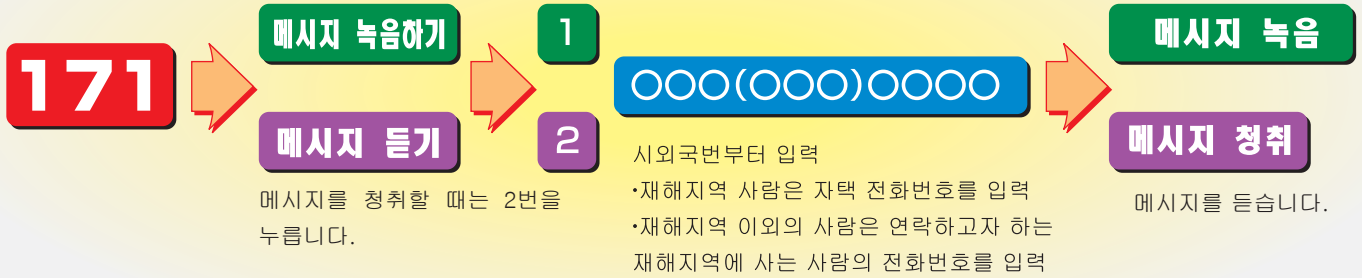 171
메시지 녹음하기
1
메시지 듣기
2
메시지를 청취할 때는 2번을
누릅니다.
○○○(○○○)○○○○
시외국번부터 입력
•재해지역 사람은 자택 전화번호를 입력
•재해지역 이외의 사람은 연락하고자 하는
재해지역에 사는 사람의 전화번호를 입력
메시지 녹음
메시지 청취
메시지를 듣습니다.